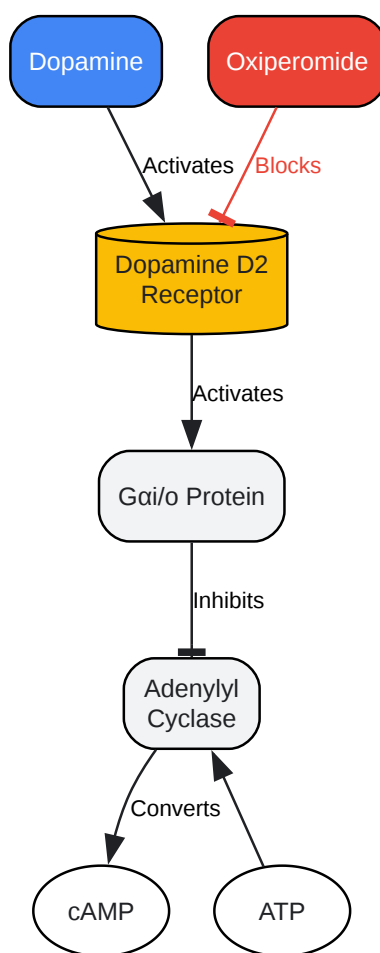 Dopamine
Oxiperomide
Activates
Blocks
Dopamine D2
Receptor
Activates
Gαi/o Protein
Inhibits
Adenylyl
Cyclase
Converts
cAMP
ATP